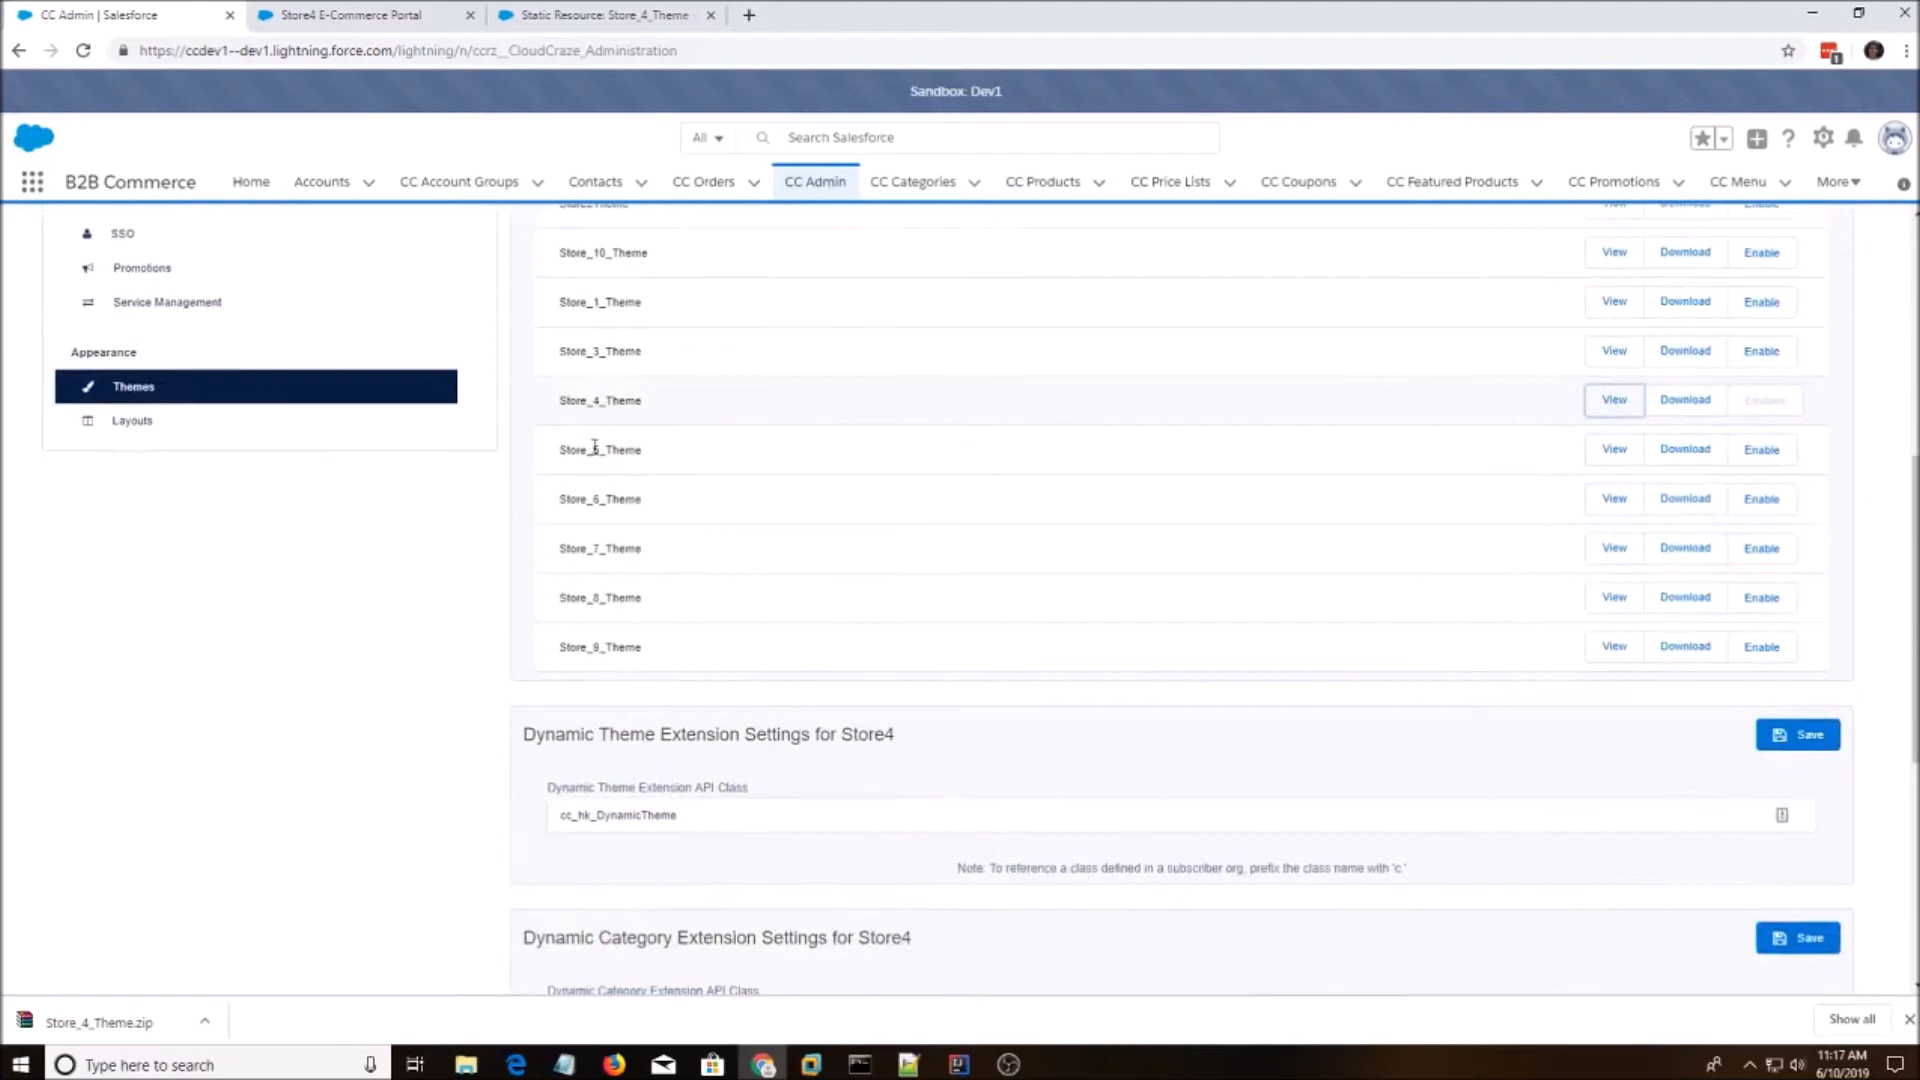 CC Admin | Salesforce
Store4 E-Commerce Portal
Static Resource: Store_4_Theme
https://ccdev1--dev1.lightning.force.com/lightning/n/ccrz__CloudCraze_Administration
Sandbox: Dev1
All
Search Salesforce
B2B Commerce
Home
Accounts
CC Account Groups
Contacts
CC Orders
CC Admin
CC Categories
CC Products
CC Price Lists
CC Coupons
CC Featured Products
CC Promotions
CC Menu
More
SSO
Promotions
Service Management
Appearance
Themes
Layouts
Store_10_Theme View Download Enable
Store_1_Theme View Download Enable
Store_3_Theme View Download Enable
Store_4_Theme View Download
Store_5_Theme View Download Enable
Store_6_Theme View Download Enable
Store_7_Theme View Download Enable
Store_8_Theme View Download Enable
Store_9_Theme View Download Enable
Dynamic Theme Extension Settings for Store4
Save
Dynamic Theme Extension API Class
cc_hk_DynamicTheme
Note: To reference a class defined in a subscriber org, prefix the class name with 'c.'
Dynamic Category Extension Settings for Store4
Save
Dynamic Category Extension API Class
Store_4_Theme.zip
Show all
Type here to search
11:17 AM
6/10/2019